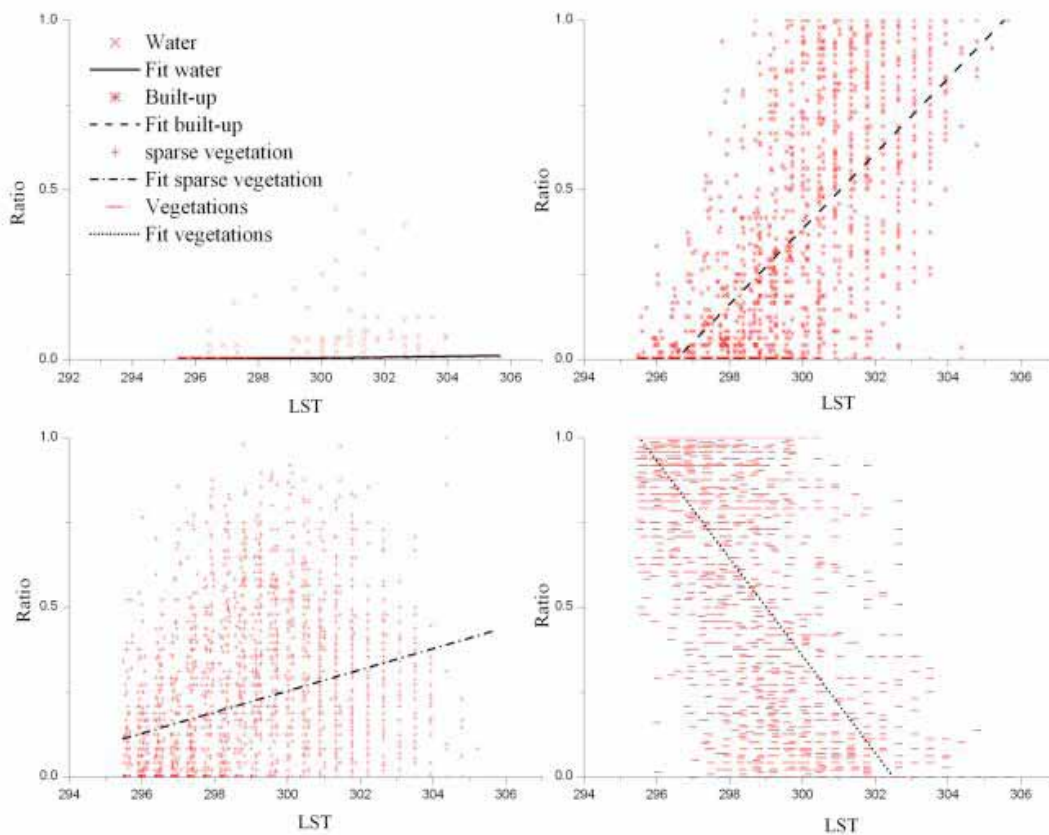 1.0
Water
Fit water
Built-up
Fit built-up
sparse vegetation
Fit sparse vegetation
Vegetations
Fit vegetations
Ratio
0.5
0.0
292 294 296 298 300 302 304 306
LST
1.0
Ratio
0.5
0.0
294 296 298 300 302 304 306
LST
1.0
Ratio
0.5
0.0
294 296 298 300 302 304 306
LST
1.0
Ratio
0.5
0.0
294 296 298 300 302 304 306
LST